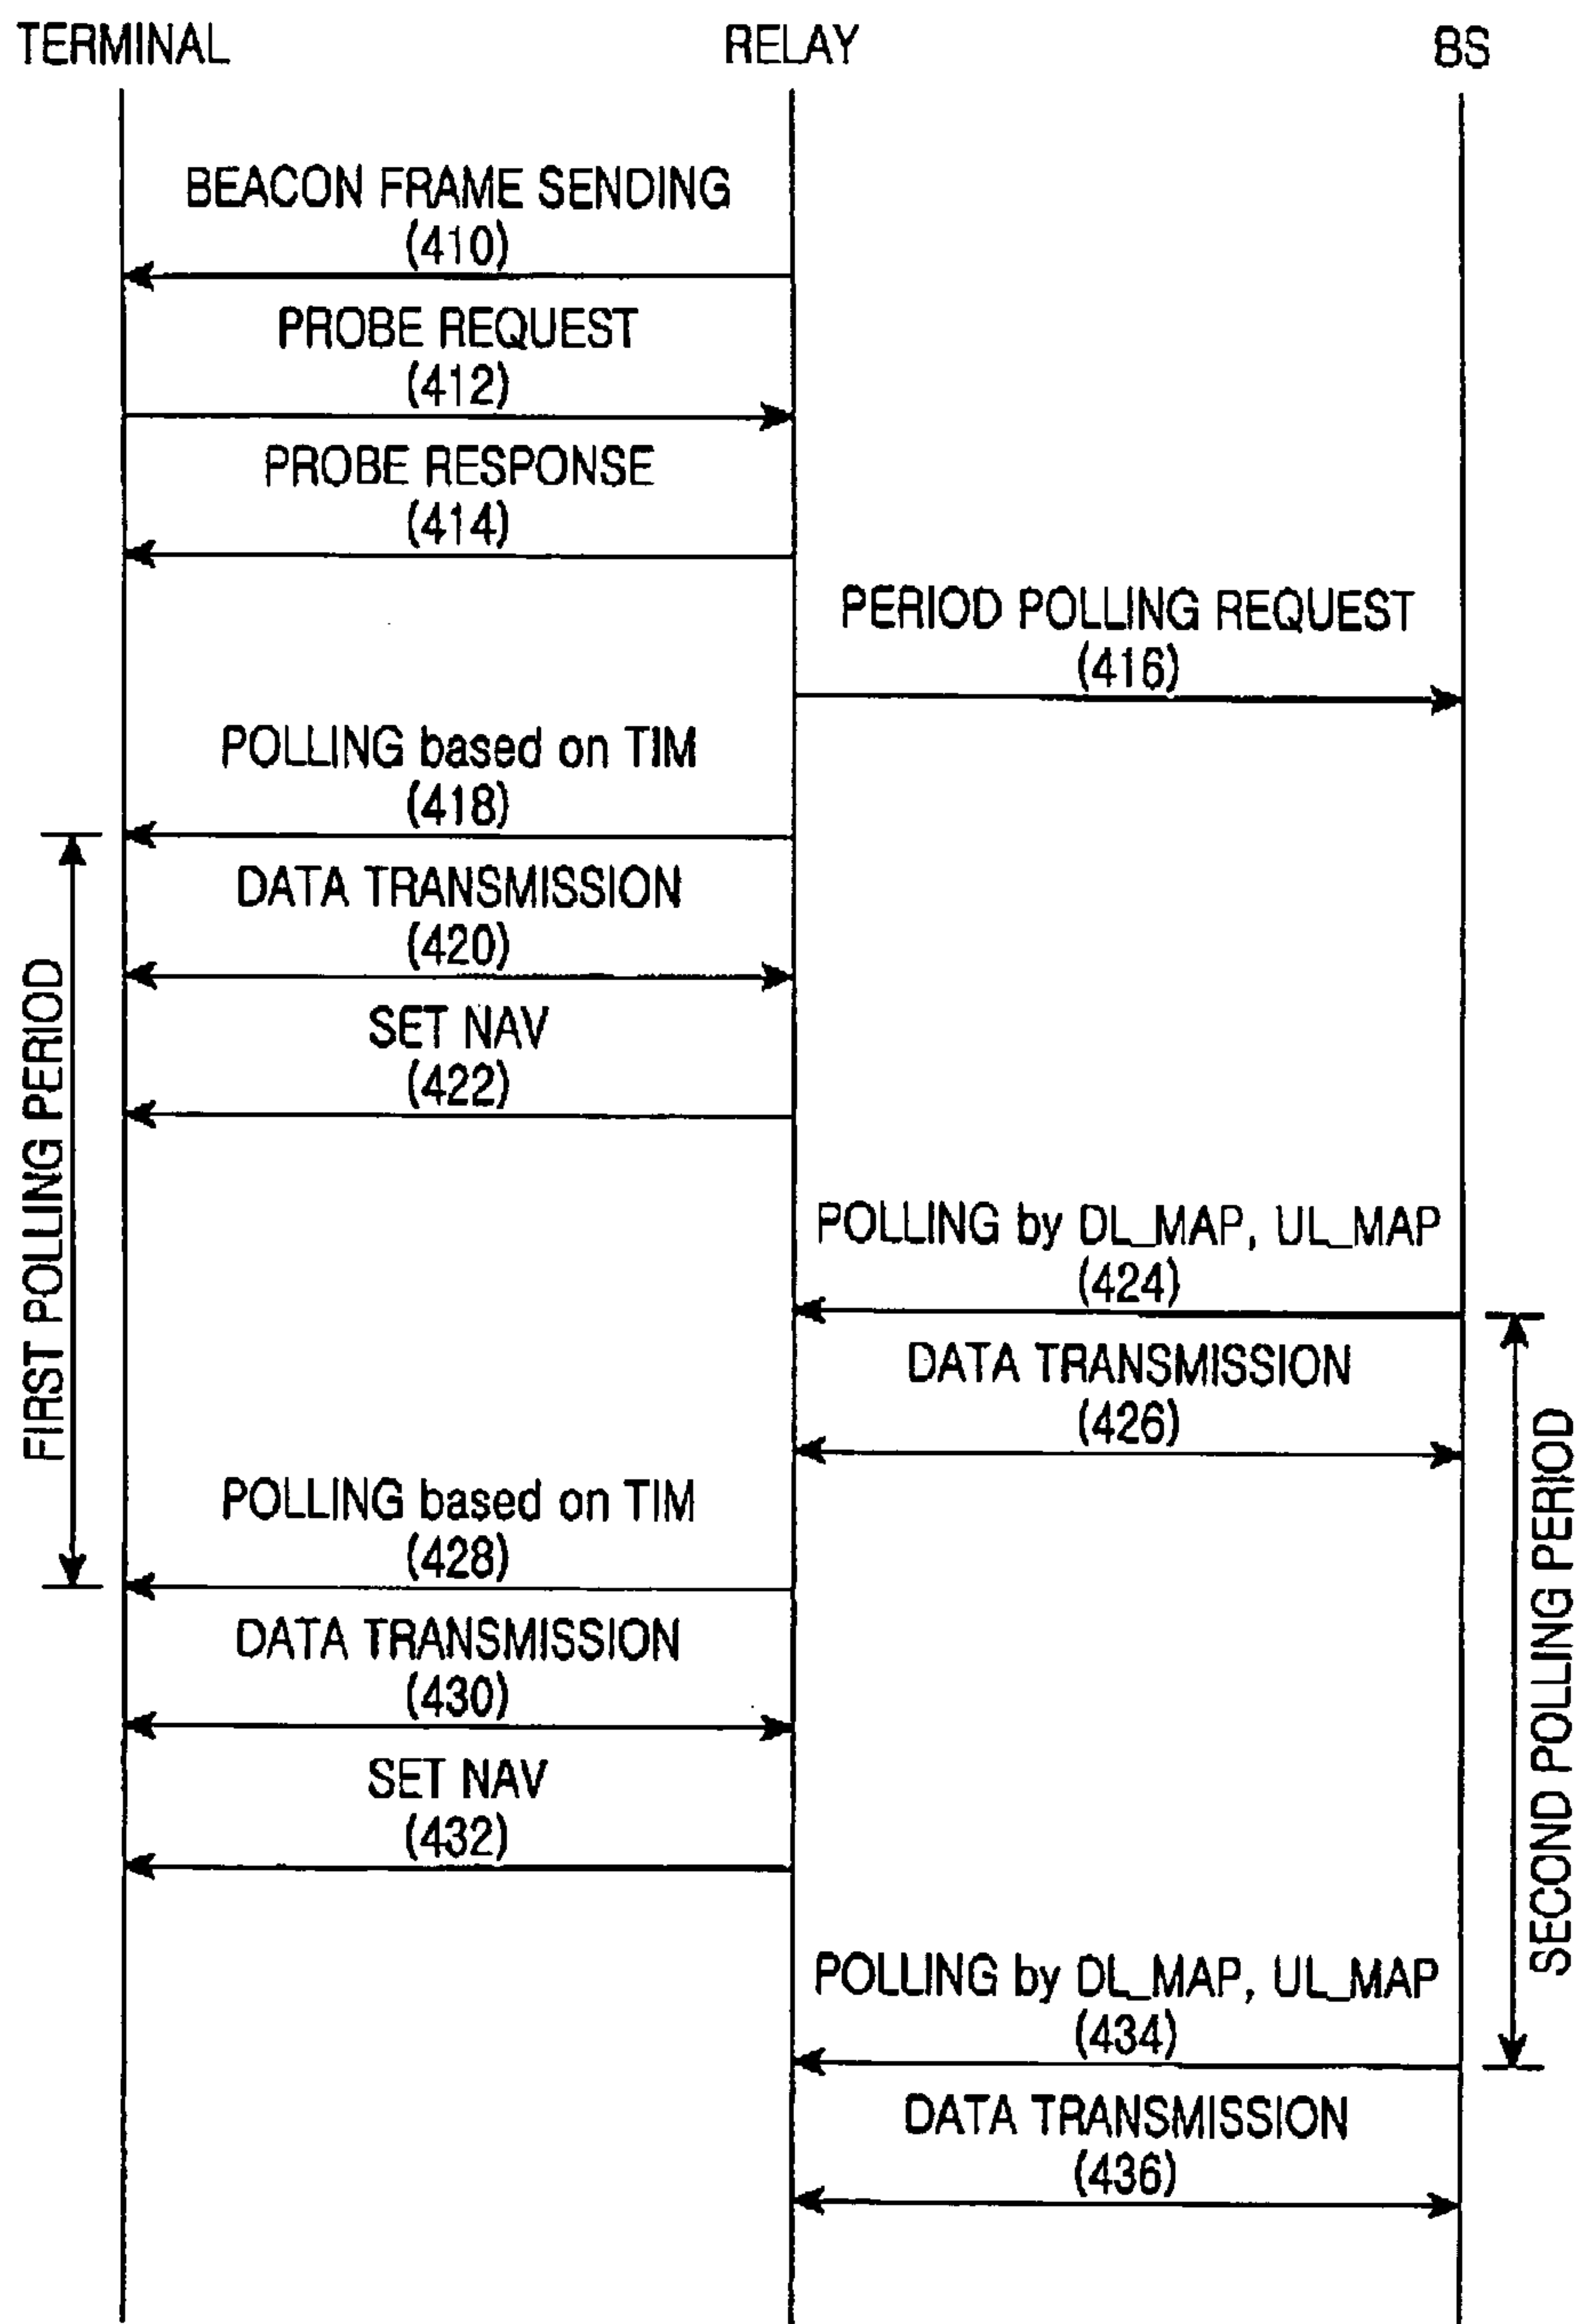 TERMINAL
RELAY
BS
BEACON FRAME SENDING
(410)
PROBE REQUEST
(412)
PROBE RESPONSE
(414)
PERIOD POLLING REQUEST
(416)
POLLING based on TIM
(418)
DATA TRANSMISSION
(420)
SET NAV
(422)
FIRST POLLING PERIOD
POLLING by DL_MAP, UL_MAP
(424)
DATA TRANSMISSION
(426)
POLLING based on TIM
(428)
DATA TRANSMISSION
(430)
SET NAV
(432)
SECOND POLLING PERIOD
POLLING by DL_MAP, UL_MAP
(434)
DATA TRANSMISSION
(436)